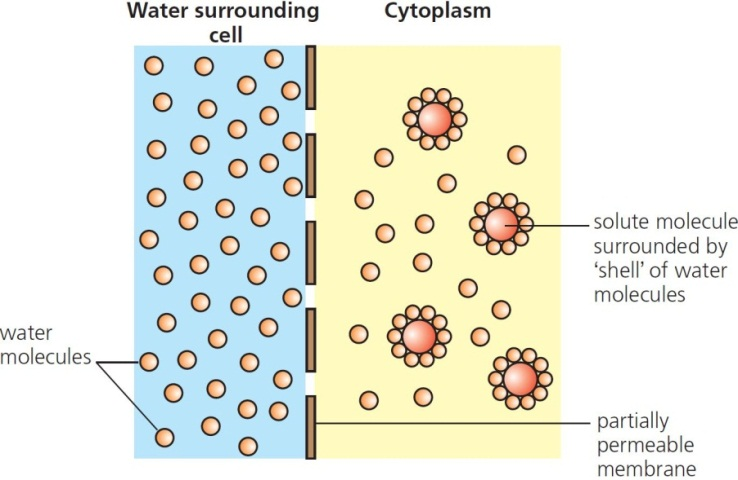 Water surrounding
cell
Cytoplasm
solute molecule
surrounded by
‘shell’ of water
molecules
water
molecules
partially
permeable
membrane